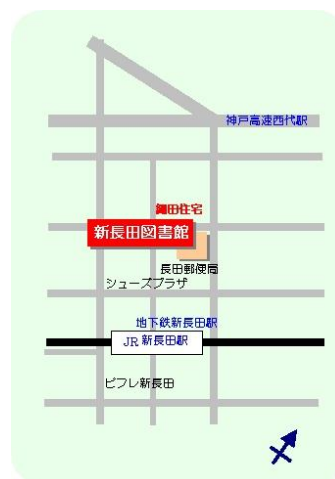 神戸高速西代駅
細田住宅
新長田図書館
長田郵便局
シューズプラザ
地下鉄新長田駅
JR 新長田駅
ピフレ新長田